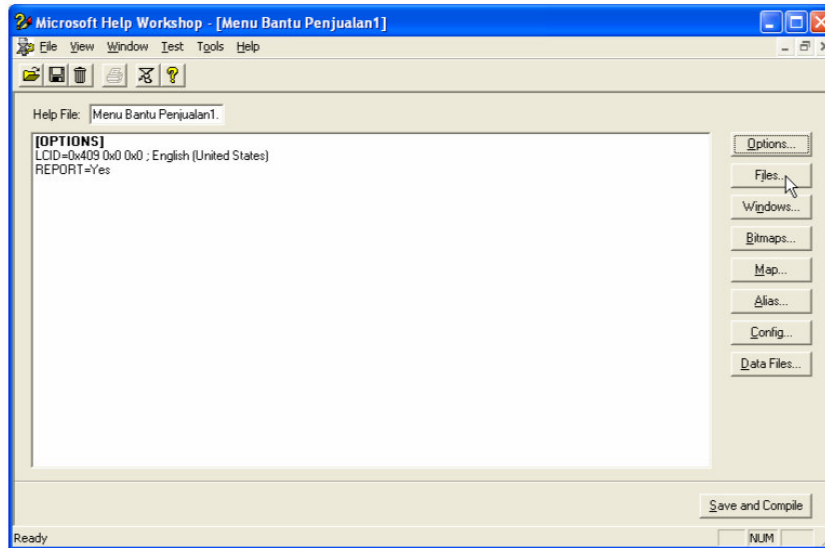 Microsoft Help Workshop - [Menu Bantu Penjualan1]
File View Window Test Tools Help
Help File: Menu Bantu Penjualan1.
[OPTIONS]
LCID=0x409 0x0 0x0 ; English (United States)
REPORT=Yes
Options...
Files...
Windows...
Bitmaps...
Map...
Alias...
Config...
Data Files...
Save and Compile
Ready NUM